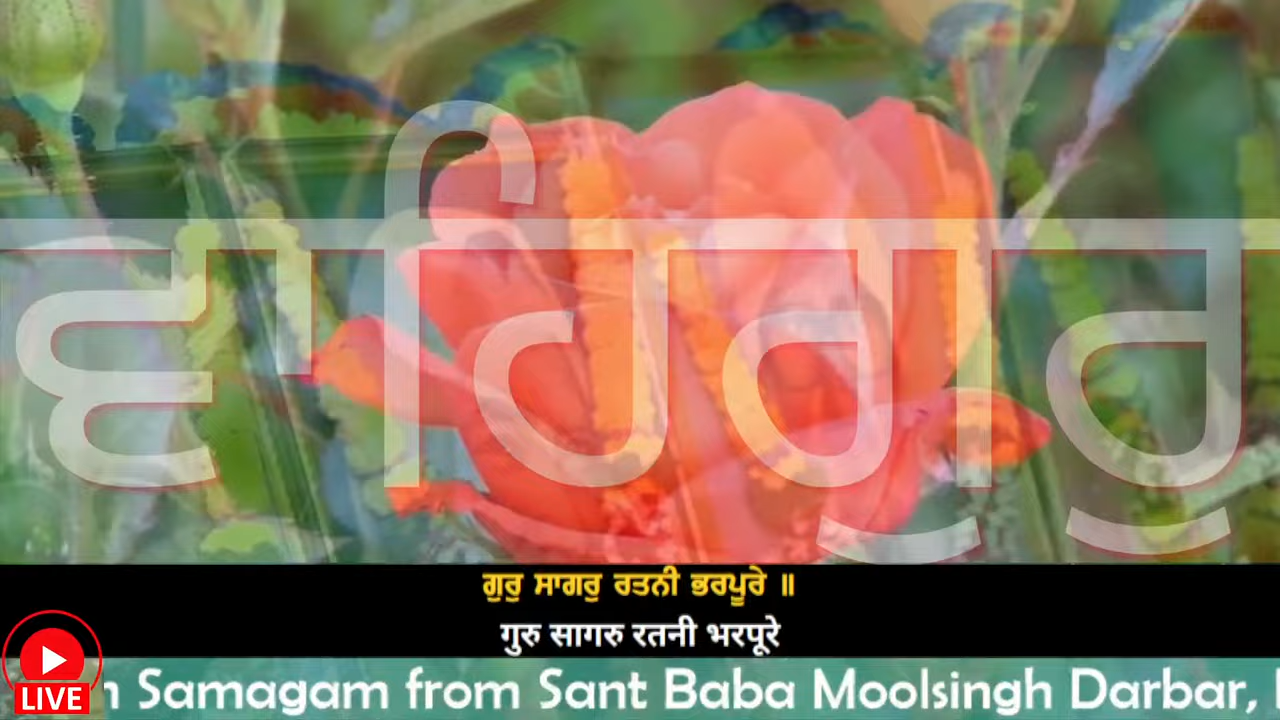 ਵਾਹਿਗੁਰੂ
ਗੁਰੁ ਸਾਗਰੁ ਰਤਨੀ ਭਰਪੂਰੇ ॥
गुरु सागरु रतनी भरपूरे
Samagam from Sant Baba Moolsingh Darbar,
LIVE